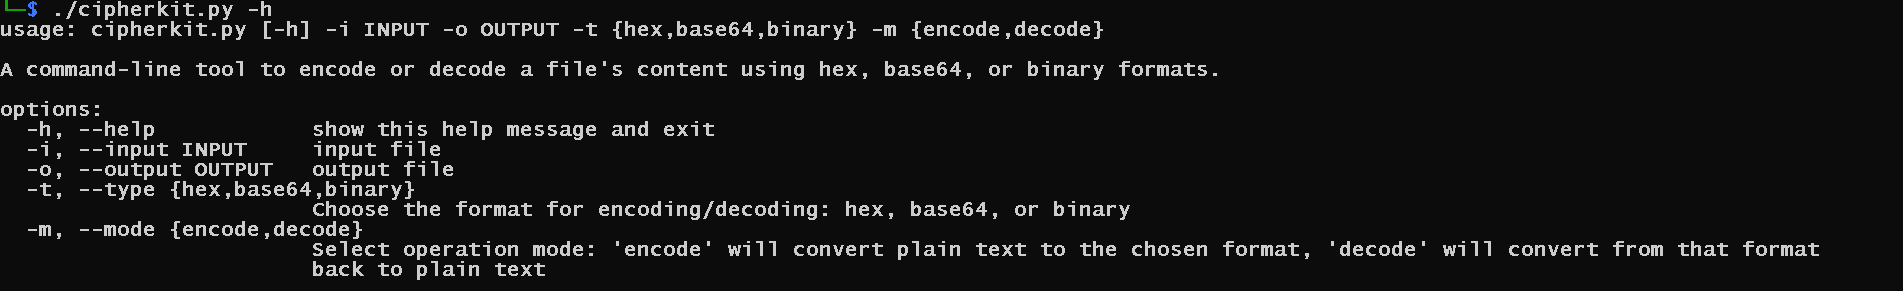 └─$ ./cipherkit.py -h
usage: cipherkit.py [-h] -i INPUT -o OUTPUT -t {hex,base64,binary} -m {encode,decode}

A command-line tool to encode or decode a file's content using hex, base64, or binary formats.

options:
  -h, --help            show this help message and exit
  -i, --input INPUT     input file
  -o, --output OUTPUT   output file
  -t, --type {hex,base64,binary}
                        Choose the format for encoding/decoding: hex, base64, or binary
  -m, --mode {encode,decode}
                        Select operation mode: 'encode' will convert plain text to the chosen format, 'decode' will convert from that format
                        back to plain text